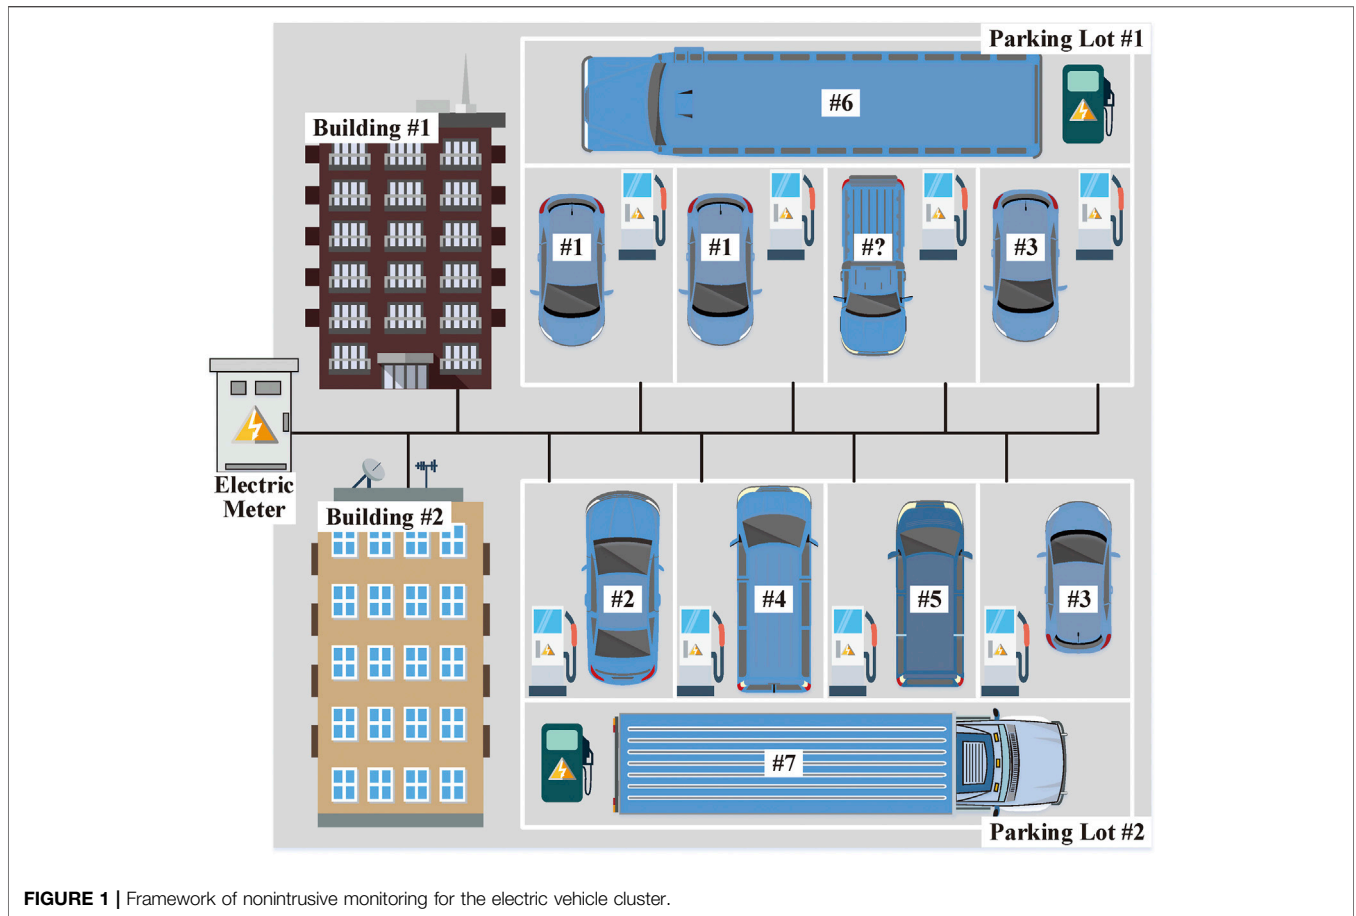 Parking Lot #1
#6
Building #1
#1
#1
#?
#3
Electric
Meter
Building #2
#2
#4
#5
#3
#7
Parking Lot #2
FIGURE 1 | Framework of nonintrusive monitoring for the electric vehicle cluster.